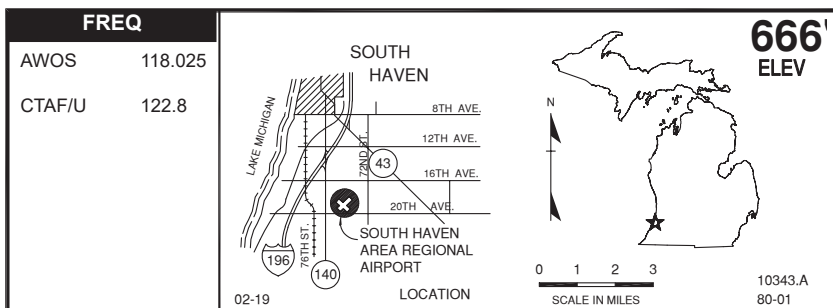 FREQ
AWOS 118.025
CTAF/U 122.8
SOUTH
HAVEN
LAKE MICHIGAN
8TH AVE.
12TH AVE.
72ND ST.
43
16TH AVE.
20TH AVE.
76TH ST.
SOUTH HAVEN
AREA REGIONAL
AIRPORT
196
140
02-19
LOCATION
666'
ELEV
N
0 1 2 3
SCALE IN MILES
10343.A
80-01